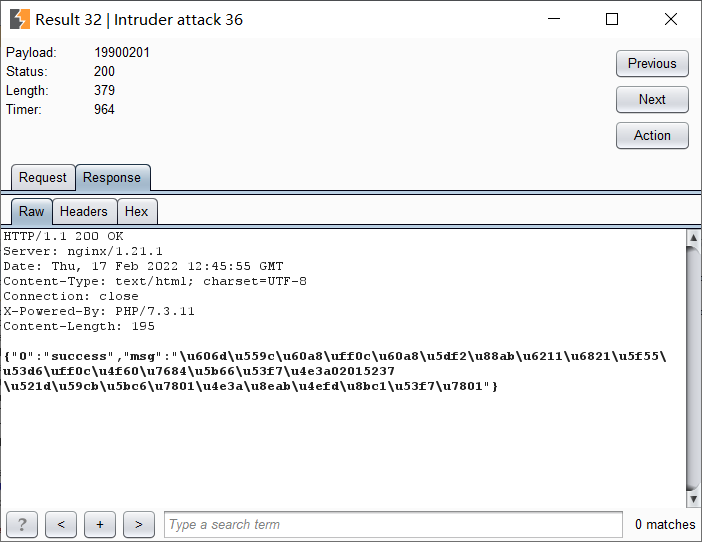 Result 32 | Intruder attack 36
Payload: 19900201
Status: 200
Length: 379
Timer: 964
Previous
Next
Action
Request Response
Raw Headers Hex
HTTP/1.1 200 OK
Server: nginx/1.21.1
Date: Thu, 17 Feb 2022 12:45:55 GMT
Content-Type: text/html; charset=UTF-8
Connection: close
X-Powered-By: PHP/7.3.11
Content-Length: 195
{"0":"success","msg":"\u606d\u559c\u60a8\uff0c\u60a8\u5df2\u88ab\u6211\u6821\u5f55\
u53d6\uff0c\u4f60\u7684\u5b66\u53f7\u4e3a02015237
\u521d\u59cb\u5bc6\u7801\u4e3a\u8eab\u4efd\u8bc1\u53f7\u7801"}
? < + > Type a search term 0 matches